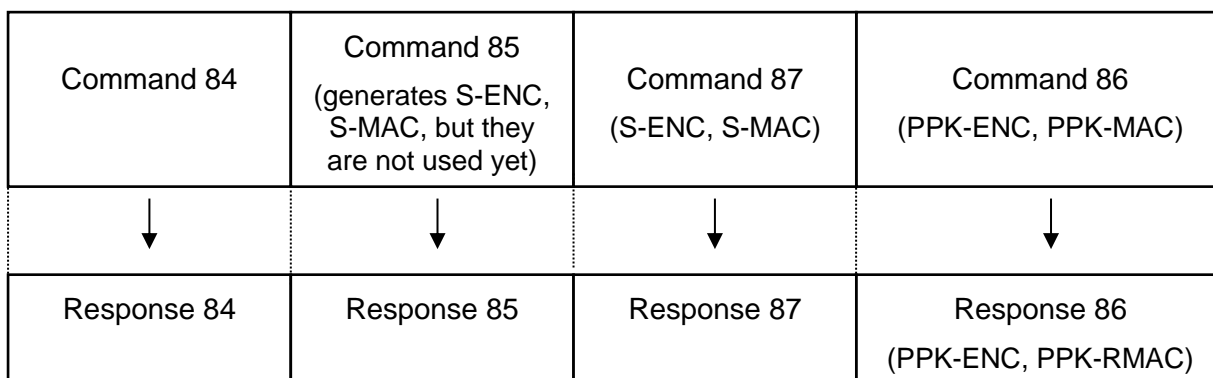 Command 84
Command 85
(generates S-ENC,
S-MAC, but they
are not used yet)
Command 87
(S-ENC, S-MAC)
Command 86
(PPK-ENC, PPK-MAC)
Response 84
Response 85
Response 87
Response 86
(PPK-ENC, PPK-RMAC)